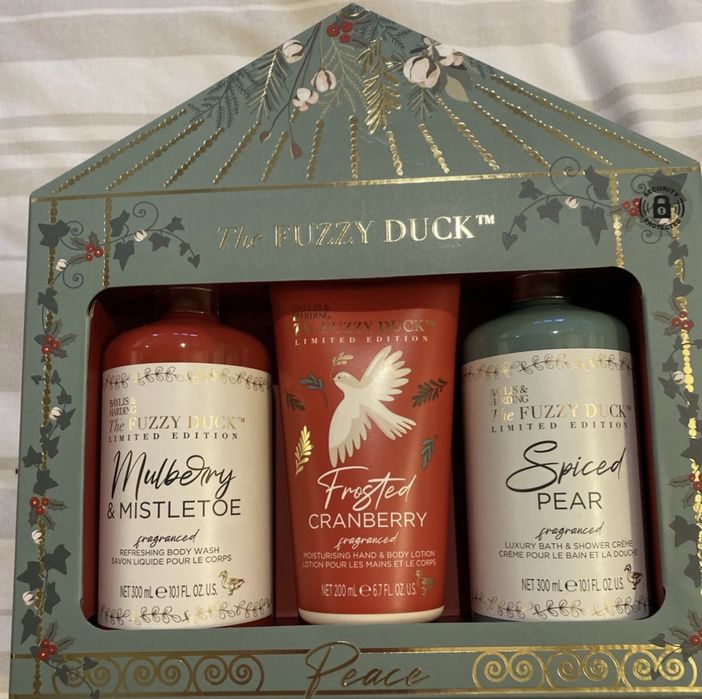 The FUZZY DUCK™
SECURITY
PROTECTED
BAYLIS &
HARDING
The FUZZY DUCK™
LIMITED EDITION
Mulberry
& MISTLETOE
fragranced
REFRESHING BODY WASH
SAVON LIQUIDE POUR LE CORPS
NET 300 mL ℮ 10.1 FL. OZ. U.S.
BAYLIS &
HARDING
The FUZZY DUCK™
LIMITED EDITION
Frosted
CRANBERRY
fragranced
MOISTURISING HAND & BODY LOTION
LOTION POUR LES MAINS ET LE CORPS
NET 200 mL ℮ 6.7 FL. OZ. U.S.
BAYLIS &
HARDING
The FUZZY DUCK™
LIMITED EDITION
Spiced
PEAR
fragranced
LUXURY BATH & SHOWER CRÈME
CRÈME POUR LE BAIN ET LA DOUCHE
NET 300 mL ℮ 10.1 FL. OZ. U.S.
Peace